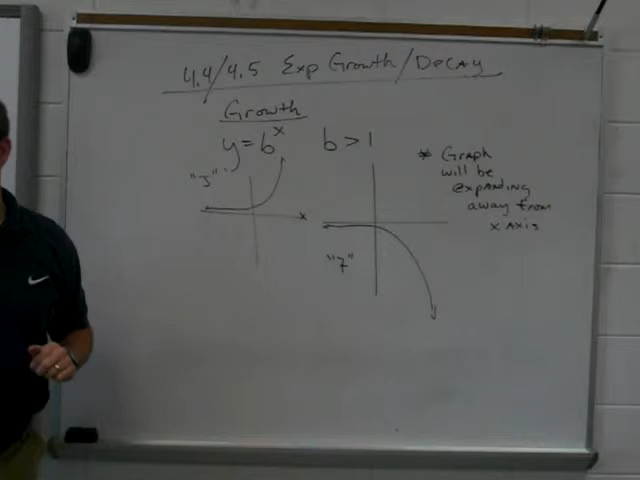 4.4/4.5 Exp Growth/Decay
Growth
y = b^x b > 1
"J"
x
"7"
* Graph
will be
expanding
away from
x axis